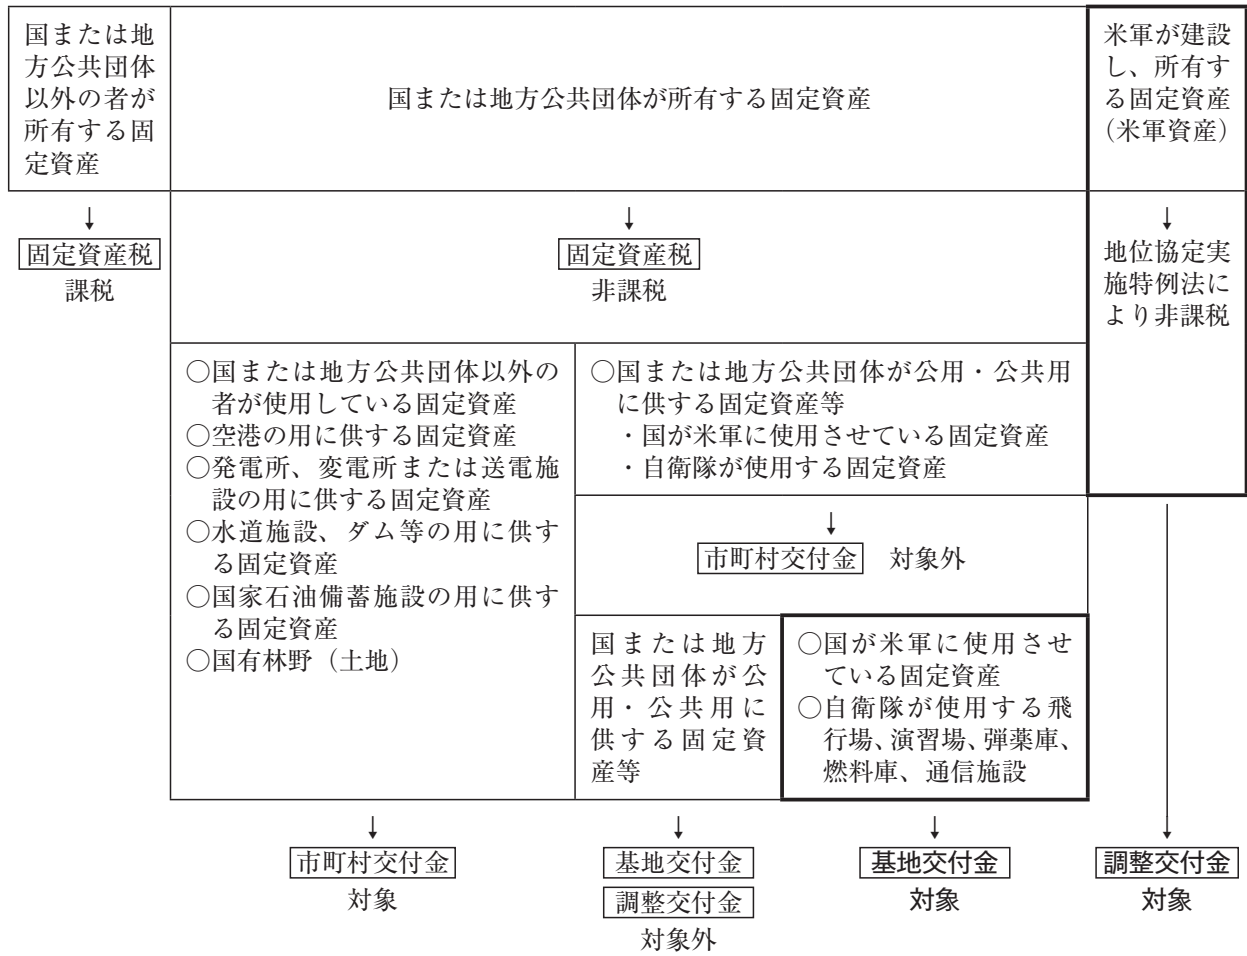 国または地
方公共団体
以外の者が
所有する固
定資産
国または地方公共団体が所有する固定資産
米軍が建設
し、所有す
る固定資産
（米軍資産）
↓
固定資産税
課税
↓
固定資産税
非課税
↓
地位協定実
施特例法に
より非課税
○国または地方公共団体以外の
者が使用している固定資産
○空港の用に供する固定資産
○発電所、変電所または送電施
設の用に供する固定資産
○水道施設、ダム等の用に供す
る固定資産
○国家石油備蓄施設の用に供す
る固定資産
○国有林野（土地）
○国または地方公共団体が公用・公共用
に供する固定資産等
・国が米軍に使用させている固定資産
・自衛隊が使用する固定資産
↓
市町村交付金 対象外
国または地方
公共団体が公
用・公共用に
供する固定資
産等
○国が米軍に使用させ
ている固定資産
○自衛隊が使用する飛
行場、演習場、弾薬庫、
燃料庫、通信施設
↓
市町村交付金
対象
↓
基地交付金
調整交付金
対象外
↓
基地交付金
対象
↓
調整交付金
対象